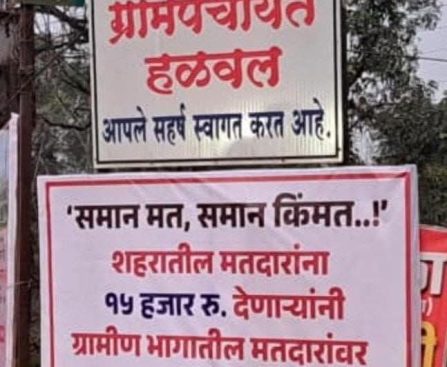 ग्रामपंचायत
हळवल
आपले सहर्ष स्वागत करत आहे.
'समान मत, समान किंमत..!'
शहरातील मतदारांना
१५ हजार रु. देणाऱ्यांनी
ग्रामीण भागातील मतदारांवर